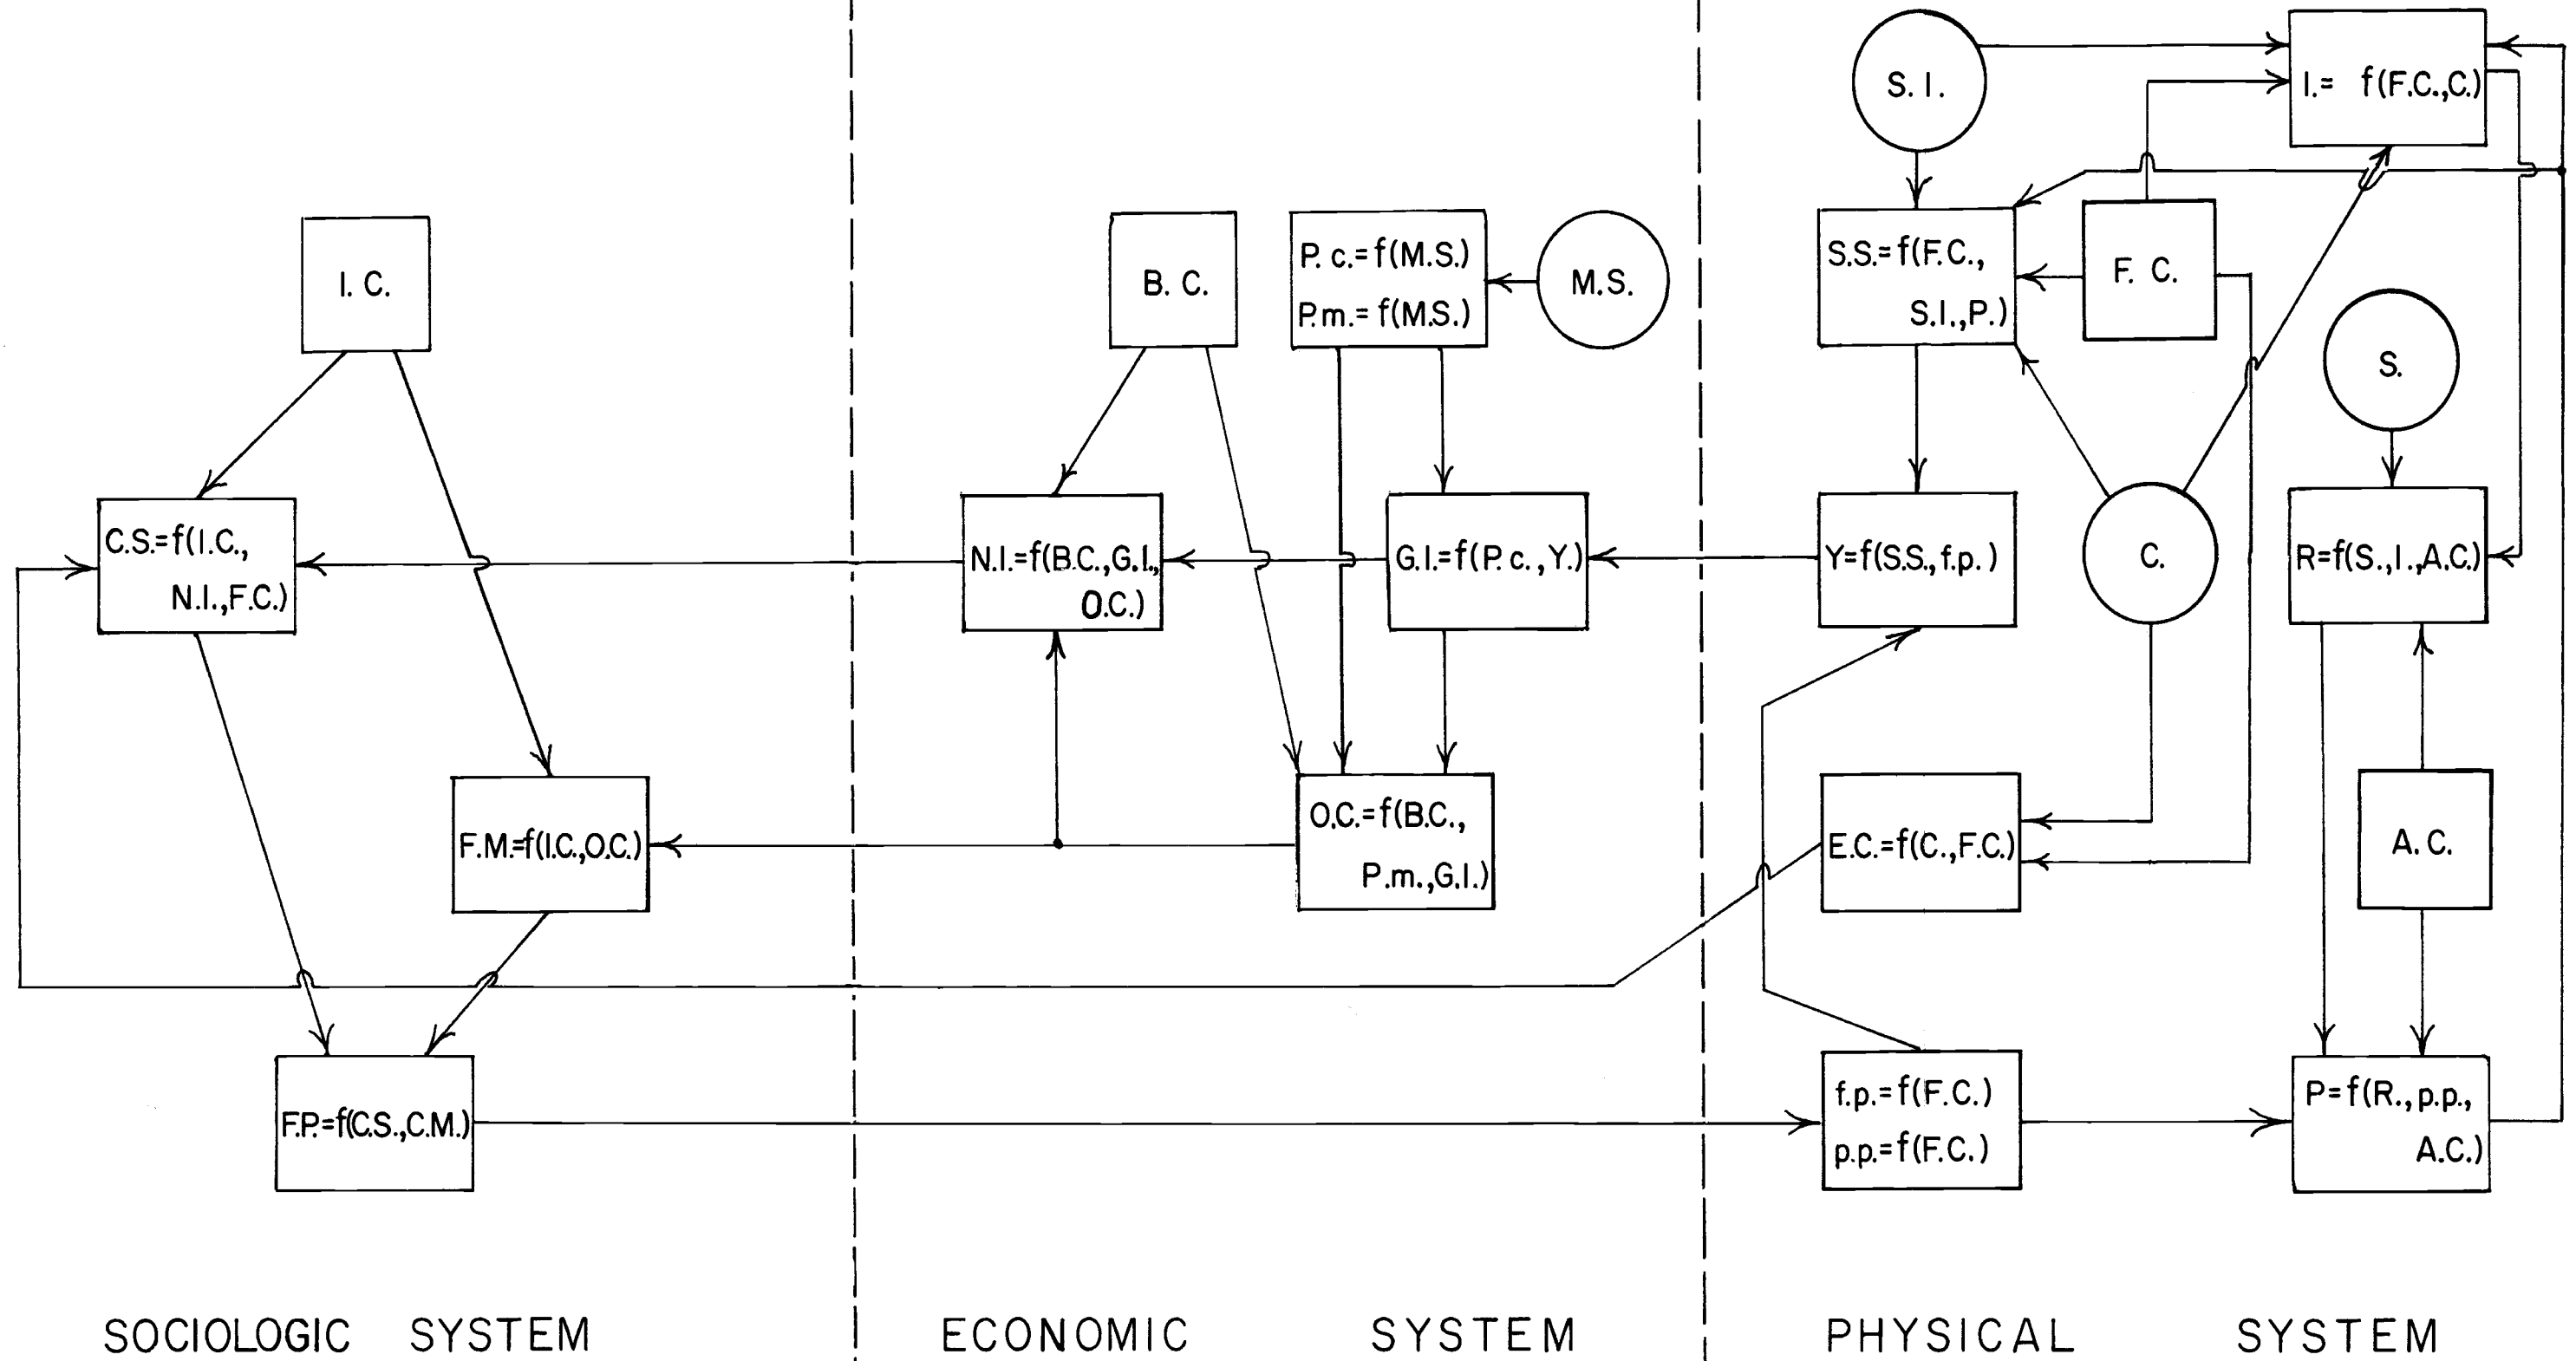 S. I.
I.= f(F.C.,C.)
I. C.
B. C.
P. c.=f(M.S.)
P.m.= f(M.S.)
M.S.
S.S.=f(F.C.,
S.I.,P.)
F. C.
S.
C.S.=f(I.C.,
N.I.,F.C.)
N.I.=f(B.C.,G.I.,
O.C.)
G.I.=f(P.c.,Y.)
Y=f(S.S.,f.p.)
C.
R=f(S.,I.,A.C.)
F.M.=f(I.C.,O.C.)
O.C.=f(B.C.,
P.m.,G.I.)
E.C.=f(C.,F.C.)
A.C.
F.P.=f(C.S.,C.M.)
f.p.=f(F.C.)
p.p.=f(F.C.)
P=f(R.,p.p.,
A.C.)
SOCIOLOGIC SYSTEM
ECONOMIC SYSTEM
PHYSICAL SYSTEM